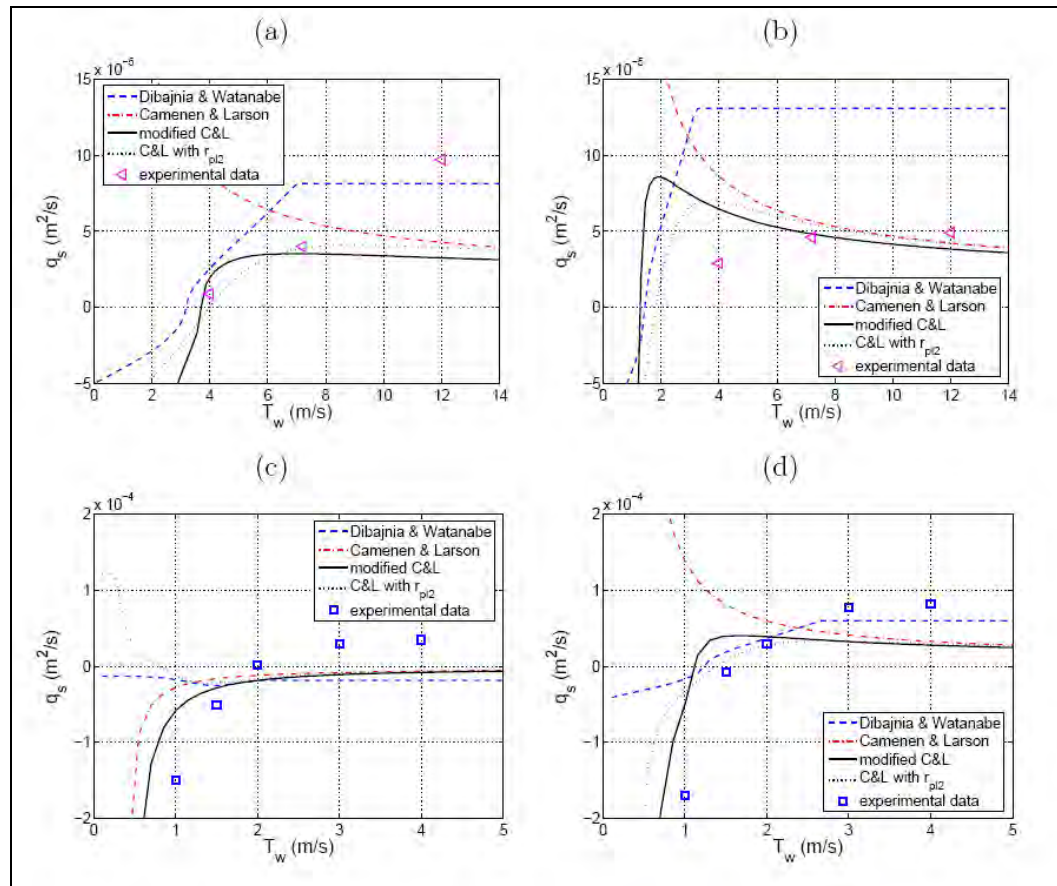 (a)
x 10⁻⁵
Dibajnia & Watanabe
Camenen & Larson
modified C&L
C&L with r_pl2
experimental data
15
10
5
0
−5
q_s (m²/s)
0 2 4 6 8 10 12 14
T_w (m/s)
(b)
x 10⁻⁵
15
10
5
0
−5
q_s (m²/s)
Dibajnia & Watanabe
Camenen & Larson
modified C&L
C&L with r_pl2
experimental data
0 2 4 6 8 10 12 14
T_w (m/s)
(c)
x 10⁻⁴
Dibajnia & Watanabe
Camenen & Larson
modified C&L
C&L with r_pl2
experimental data
2
1
0
−1
−2
q_s (m²/s)
0 1 2 3 4 5
T_w (m/s)
(d)
x 10⁻⁴
2
1
0
−1
−2
q_s (m²/s)
Dibajnia & Watanabe
Camenen & Larson
modified C&L
C&L with r_pl2
experimental data
0 1 2 3 4 5
T_w (m/s)